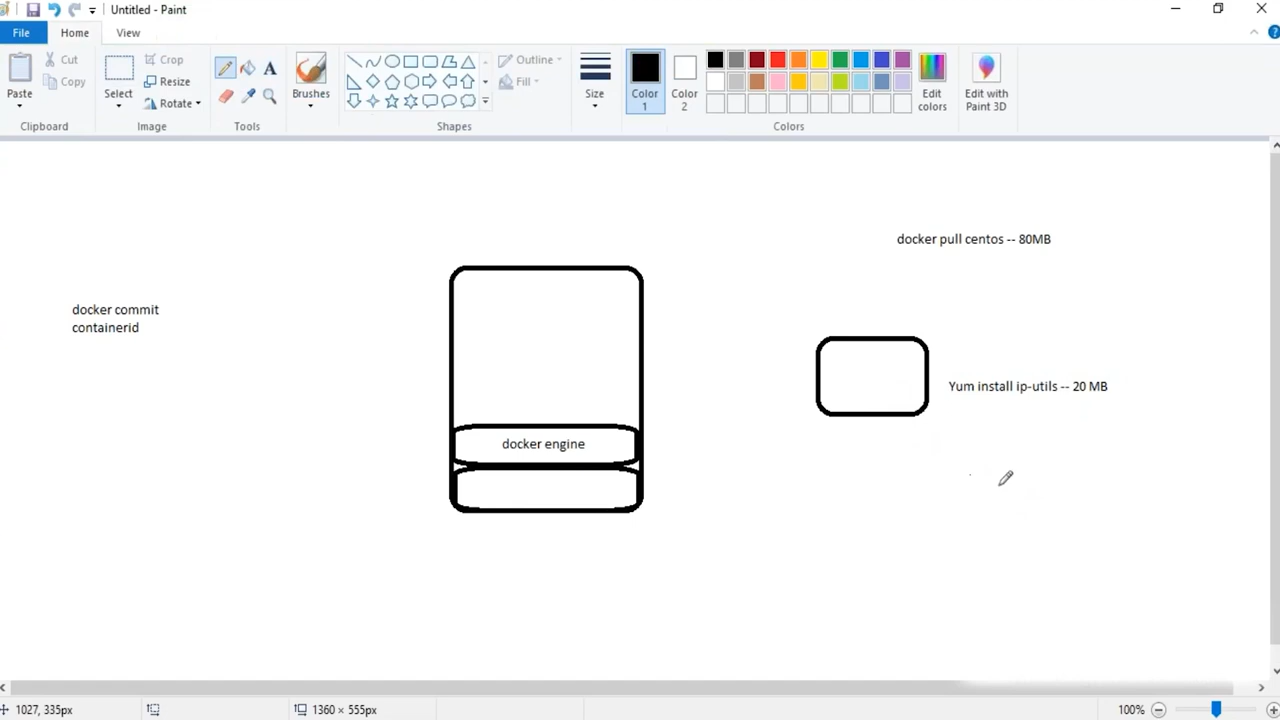 Untitled - Paint
File
Home
View
Paste
Cut
Copy
Clipboard
Select
Crop
Resize
Rotate
Image
Tools
Brushes
Shapes
Outline
Fill
Size
Color
1
Color
2
Colors
Edit
colors
Edit with
Paint 3D
docker pull centos -- 80MB
docker commit
containerid
Yum install ip-utils -- 20 MB
docker engine
1027, 335px
1360 × 555px
100%